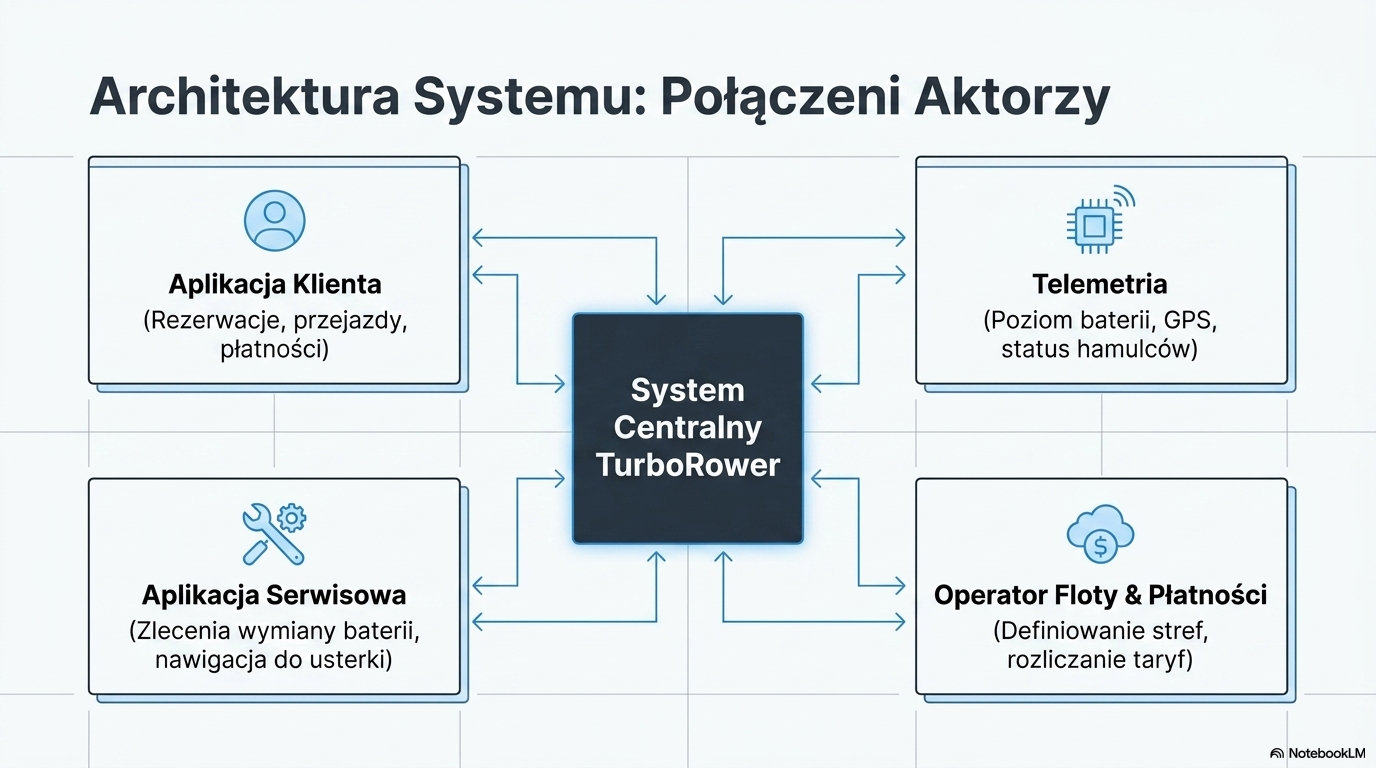 Architektura Systemu: Połączeni Aktorzy
Aplikacja Klienta
(Rezerwacje, przejazdy,
płatności)
Telemetria
(Poziom baterii, GPS,
status hamulców)
System
Centralny
TurboRower
Aplikacja Serwisowa
(Zlecenia wymiany baterii,
nawigacja do usterki)
$
Operator Floty & Płatności
(Definiowanie stref,
rozliczanie taryf)
NotebookLM